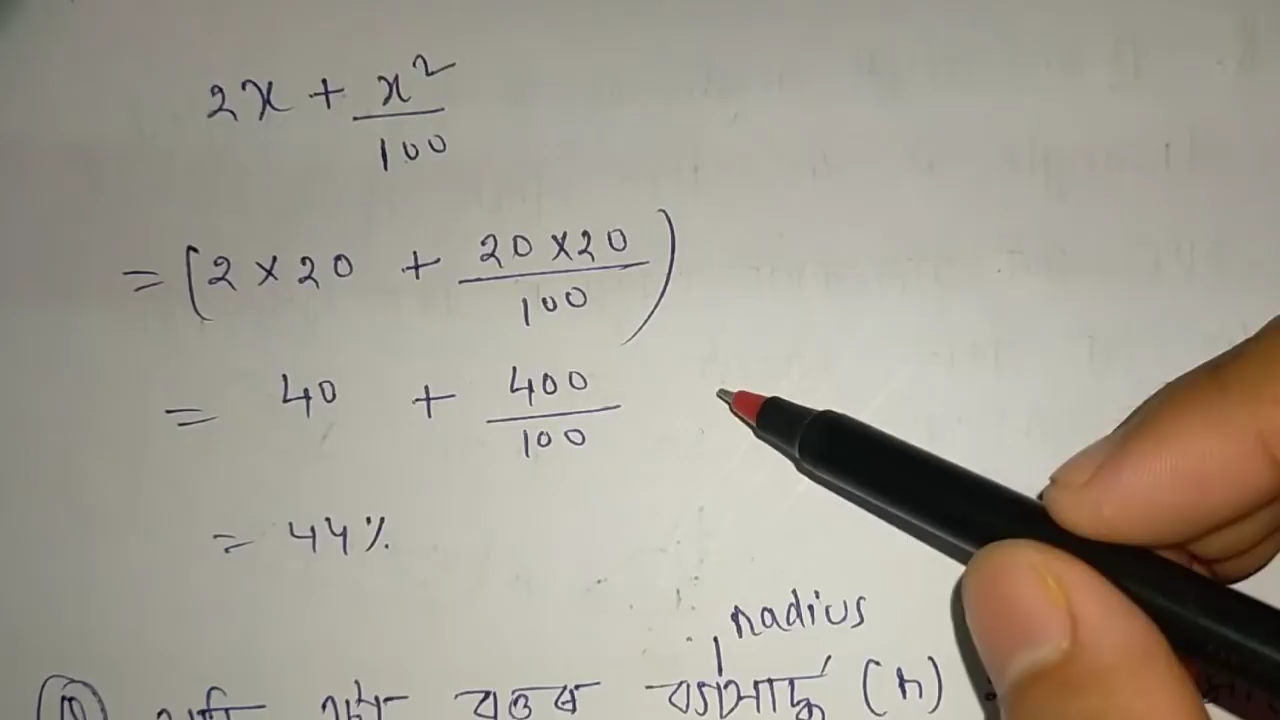 2x + x²/100
= (2 × 20 + 20 × 20/100)
= 40 + 400/100
= 44%
radius
(r)